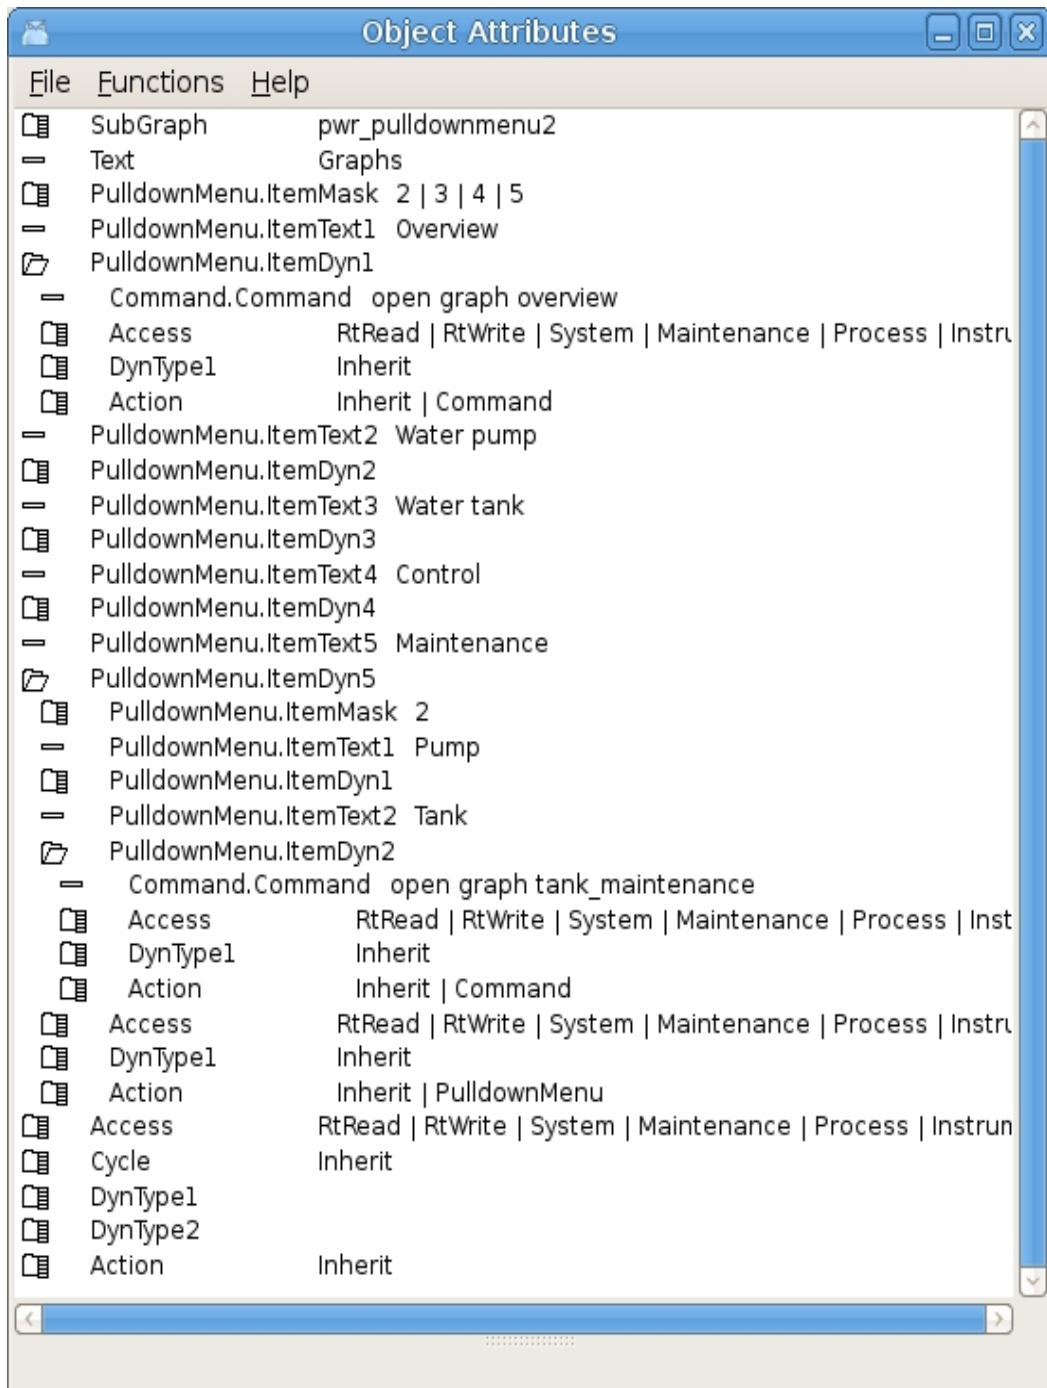 Object Attributes
File Functions Help
SubGraph pwr_pulldownmenu2
Text Graphs
PulldownMenu.ItemMask 2 | 3 | 4 | 5
PulldownMenu.ItemText1 Overview
PulldownMenu.ItemDyn1
Command.Command open graph overview
Access RtRead | RtWrite | System | Maintenance | Process | Instru
DynType1 Inherit
Action Inherit | Command
PulldownMenu.ItemText2 Water pump
PulldownMenu.ItemDyn2
PulldownMenu.ItemText3 Water tank
PulldownMenu.ItemDyn3
PulldownMenu.ItemText4 Control
PulldownMenu.ItemDyn4
PulldownMenu.ItemText5 Maintenance
PulldownMenu.ItemDyn5
PulldownMenu.ItemMask 2
PulldownMenu.ItemText1 Pump
PulldownMenu.ItemDyn1
PulldownMenu.ItemText2 Tank
PulldownMenu.ItemDyn2
Command.Command open graph tank_maintenance
Access RtRead | RtWrite | System | Maintenance | Process | Inst
DynType1 Inherit
Action Inherit | Command
Access RtRead | RtWrite | System | Maintenance | Process | Instru
DynType1 Inherit
Action Inherit | PulldownMenu
Access RtRead | RtWrite | System | Maintenance | Process | Instrum
Cycle Inherit
DynType1
DynType2
Action Inherit